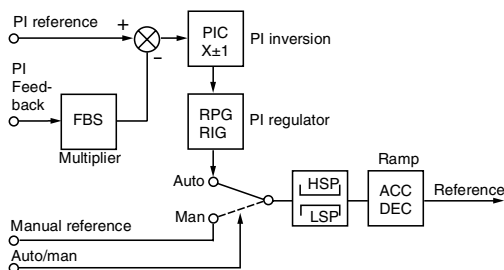 PI reference
+
−
PIC
X±1
PI inversion
PI
Feed-
back
FBS
Multiplier
RPG
RIG
PI regulator
Auto
Man
HSP
LSP
Ramp
ACC
DEC
Reference
Manual reference
Auto/man